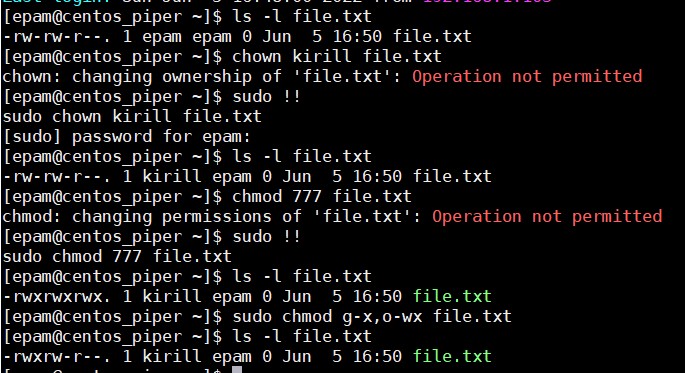 [epam@centos_piper ~]$ ls -l file.txt
-rw-rw-r--. 1 epam epam 0 Jun  5 16:50 file.txt
[epam@centos_piper ~]$ chown kirill file.txt
chown: changing ownership of 'file.txt': Operation not permitted
[epam@centos_piper ~]$ sudo !!
sudo chown kirill file.txt
[sudo] password for epam:
[epam@centos_piper ~]$ ls -l file.txt
-rw-rw-r--. 1 kirill epam 0 Jun  5 16:50 file.txt
[epam@centos_piper ~]$ chmod 777 file.txt
chmod: changing permissions of 'file.txt': Operation not permitted
[epam@centos_piper ~]$ sudo !!
sudo chmod 777 file.txt
[epam@centos_piper ~]$ ls -l file.txt
-rwxrwxrwx. 1 kirill epam 0 Jun  5 16:50 file.txt
[epam@centos_piper ~]$ sudo chmod g-x,o-wx file.txt
[epam@centos_piper ~]$ ls -l file.txt
-rwxrw-r--. 1 kirill epam 0 Jun  5 16:50 file.txt
[epam@centos_piper ~]$